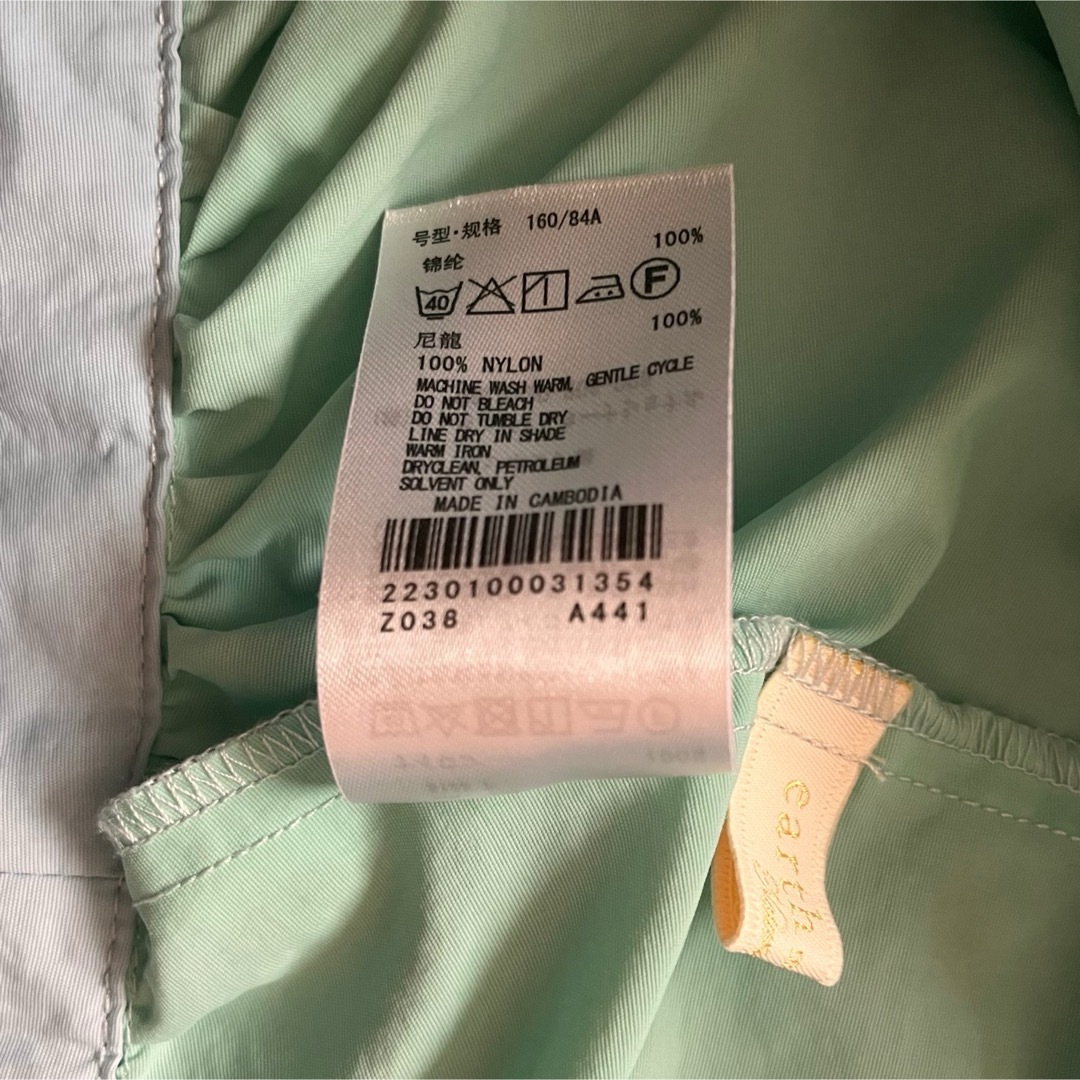 号型·规格 160/84A
锦纶 100%
40 F
尼龍 100%
100% NYLON
MACHINE WASH WARM, GENTLE CYCLE
DO NOT BLEACH
DO NOT TUMBLE DRY
LINE DRY IN SHADE
WARM IRON
DRYCLEAN, PETROLEUM
SOLVENT ONLY
MADE IN CAMBODIA
2230100031354
Z038 A441
earth